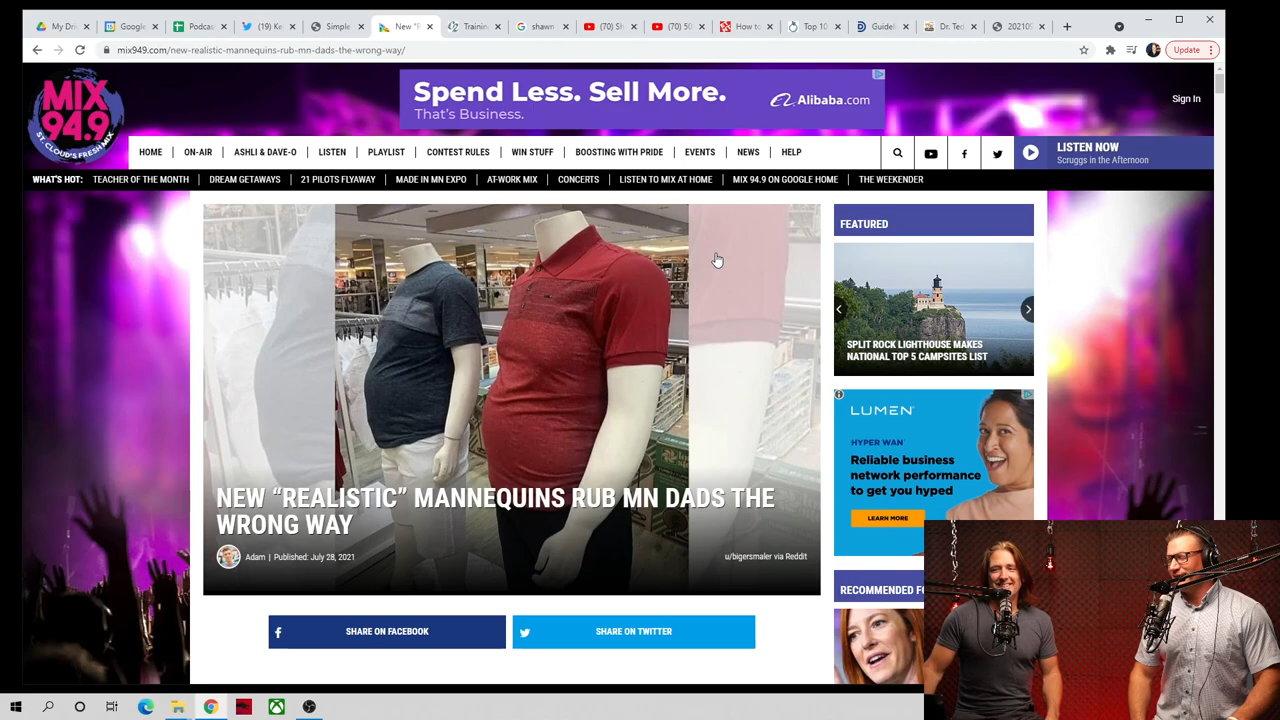 My Dri
Google
Podcas
(19) Ke
Simple
New "R
Training
shawn
(70) Sh
(70) 50
How to
Top 10
Guideli
Dr. Ted
20210
mix949.com/new-realistic-mannequins-rub-mn-dads-the-wrong-way/
Update
MIX
94.9
ST. CLOUD'S FRESH MIX
Spend Less. Sell More.
That's Business.
Alibaba.com
Sign In
HOME
ON-AIR
ASHLI & DAVE-O
LISTEN
PLAYLIST
CONTEST RULES
WIN STUFF
BOOSTING WITH PRIDE
EVENTS
NEWS
HELP
LISTEN NOW
Scruggs in the Afternoon
WHAT'S HOT:
TEACHER OF THE MONTH
DREAM GETAWAYS
21 PILOTS FLYAWAY
MADE IN MN EXPO
AT-WORK MIX
CONCERTS
LISTEN TO MIX AT HOME
MIX 94.9 ON GOOGLE HOME
THE WEEKENDER
NEW “REALISTIC” MANNEQUINS RUB MN DADS THE
WRONG WAY
Adam | Published: July 28, 2021
u/bigersmaler via Reddit
SHARE ON FACEBOOK
SHARE ON TWITTER
FEATURED
SPLIT ROCK LIGHTHOUSE MAKES
NATIONAL TOP 5 CAMPSITES LIST
LUMEN
HYPER WAN
Reliable business
network performance
to get you hyped
LEARN MORE
RECOMMENDED FO